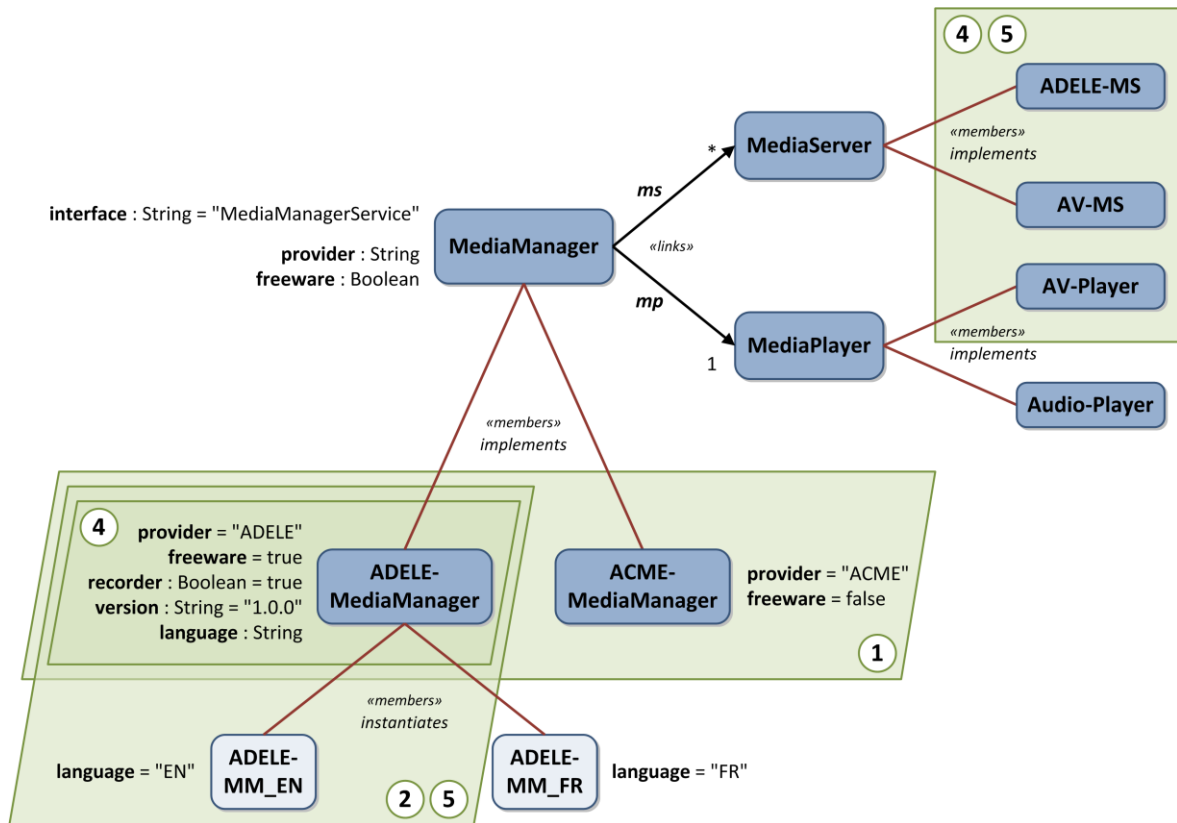 4 5
ADELE-MS
«members»
implements
MediaServer
AV-MS
*
ms
interface : String = "MediaManagerService"
MediaManager
provider : String
freeware : Boolean
«links»
mp
AV-Player
«members»
implements
MediaPlayer
1
Audio-Player
«members»
implements
4
provider = "ADELE"
freeware = true
recorder : Boolean = true
version : String = "1.0.0"
language : String
ADELE-
MediaManager
ACME-
MediaManager
provider = "ACME"
freeware = false
1
«members»
instantiates
language = "EN"
ADELE-
MM_EN
2 5
ADELE-
MM_FR
language = "FR"